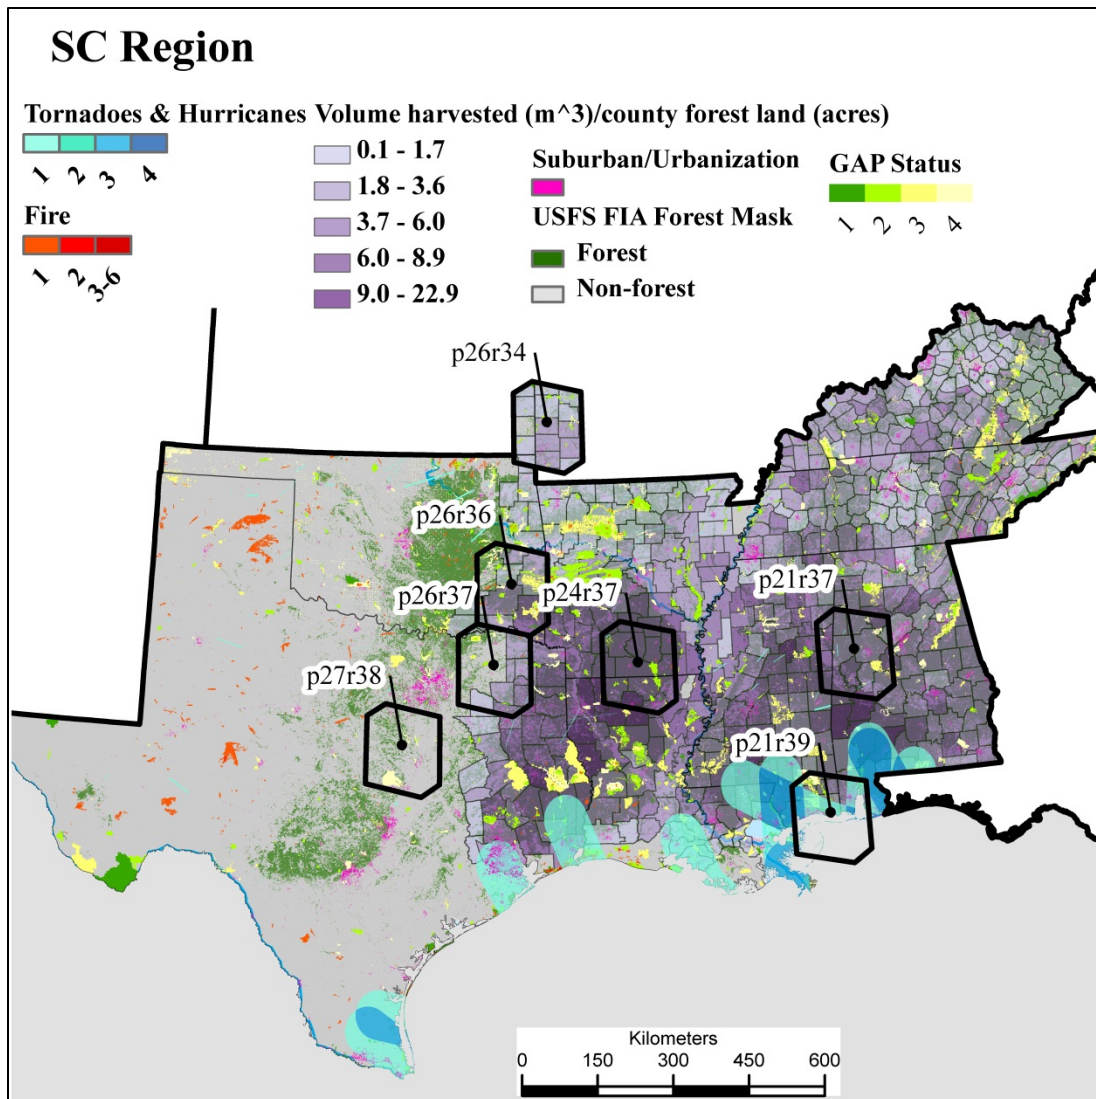 SC Region
Tornadoes & Hurricanes
1 2 3 4
Fire
1 2 3-6
Volume harvested (m^3)/county forest land (acres)
0.1 - 1.7
1.8 - 3.6
3.7 - 6.0
6.0 - 8.9
9.0 - 22.9
Suburban/Urbanization
USFS FIA Forest Mask
Forest
Non-forest
GAP Status
1 2 3 4
p26r34
p26r36
p26r37
p24r37
p21r37
p27r38
p21r39
Kilometers
0 150 300 450 600